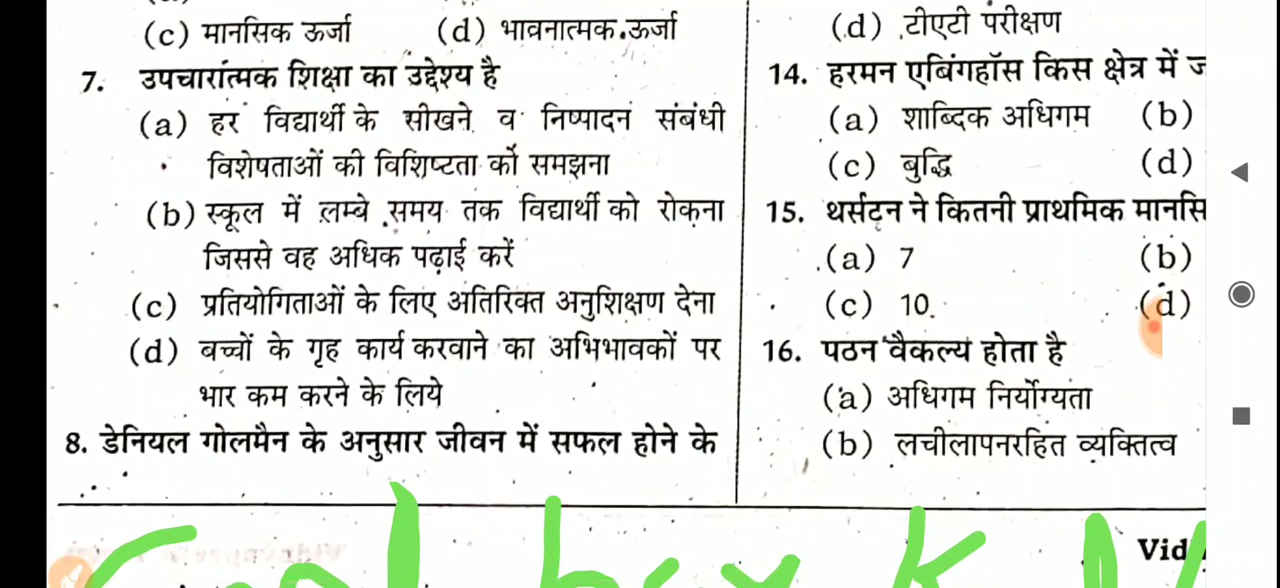 (c) मानसिक ऊर्जा (d) भावनात्मक ऊर्जा
7. उपचारात्मक शिक्षा का उद्देश्य है
(a) हर विद्यार्थी के सीखने व निष्पादन संबंधी
विशेषताओं की विशिष्टता को समझना
(b) स्कूल में लम्बे समय तक विद्यार्थी को रोकना
जिससे वह अधिक पढ़ाई करें
(c) प्रतियोगिताओं के लिए अतिरिक्त अनुशिक्षण देना
(d) बच्चों के गृह कार्य करवाने का अभिभावकों पर
भार कम करने के लिये
8. डेनियल गोलमैन के अनुसार जीवन में सफल होने के
(d) टीएटी परीक्षण
14. हरमन एबिंगहॉस किस क्षेत्र में
(a) शाब्दिक अधिगम (b)
(c) बुद्धि (d)
15. थर्सटन ने कितनी प्राथमिक मानसि
(a) 7 (b)
(c) 10. (d)
16. पठन वैकल्य होता है
(a) अधिगम निर्योग्यता
(b) लचीलापनरहित व्यक्तित्व
Vid